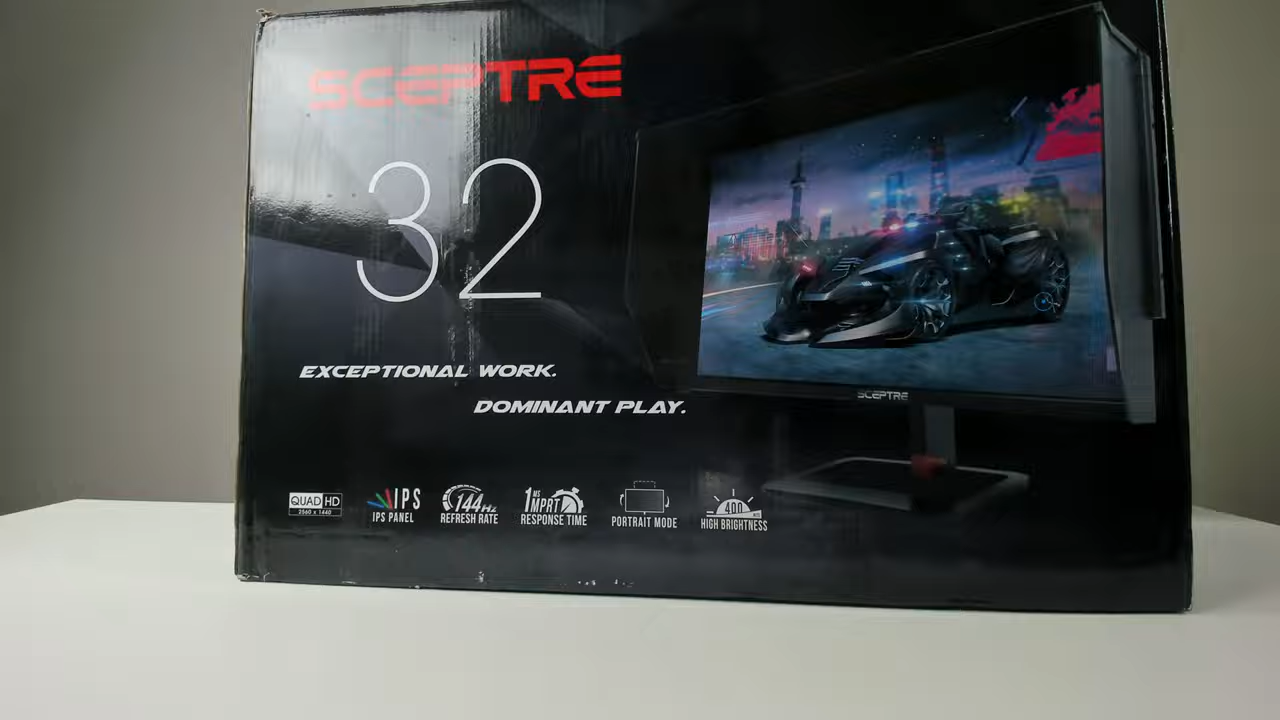 SCEPTRE
32
EXCEPTIONAL WORK.
DOMINANT PLAY.
SCEPTRE
QUAD HD
2560 x 1440
IPS
IPS PANEL
144Hz
REFRESH RATE
1MS
MPRT
RESPONSE TIME
PORTRAIT MODE
400
HIGH BRIGHTNESS